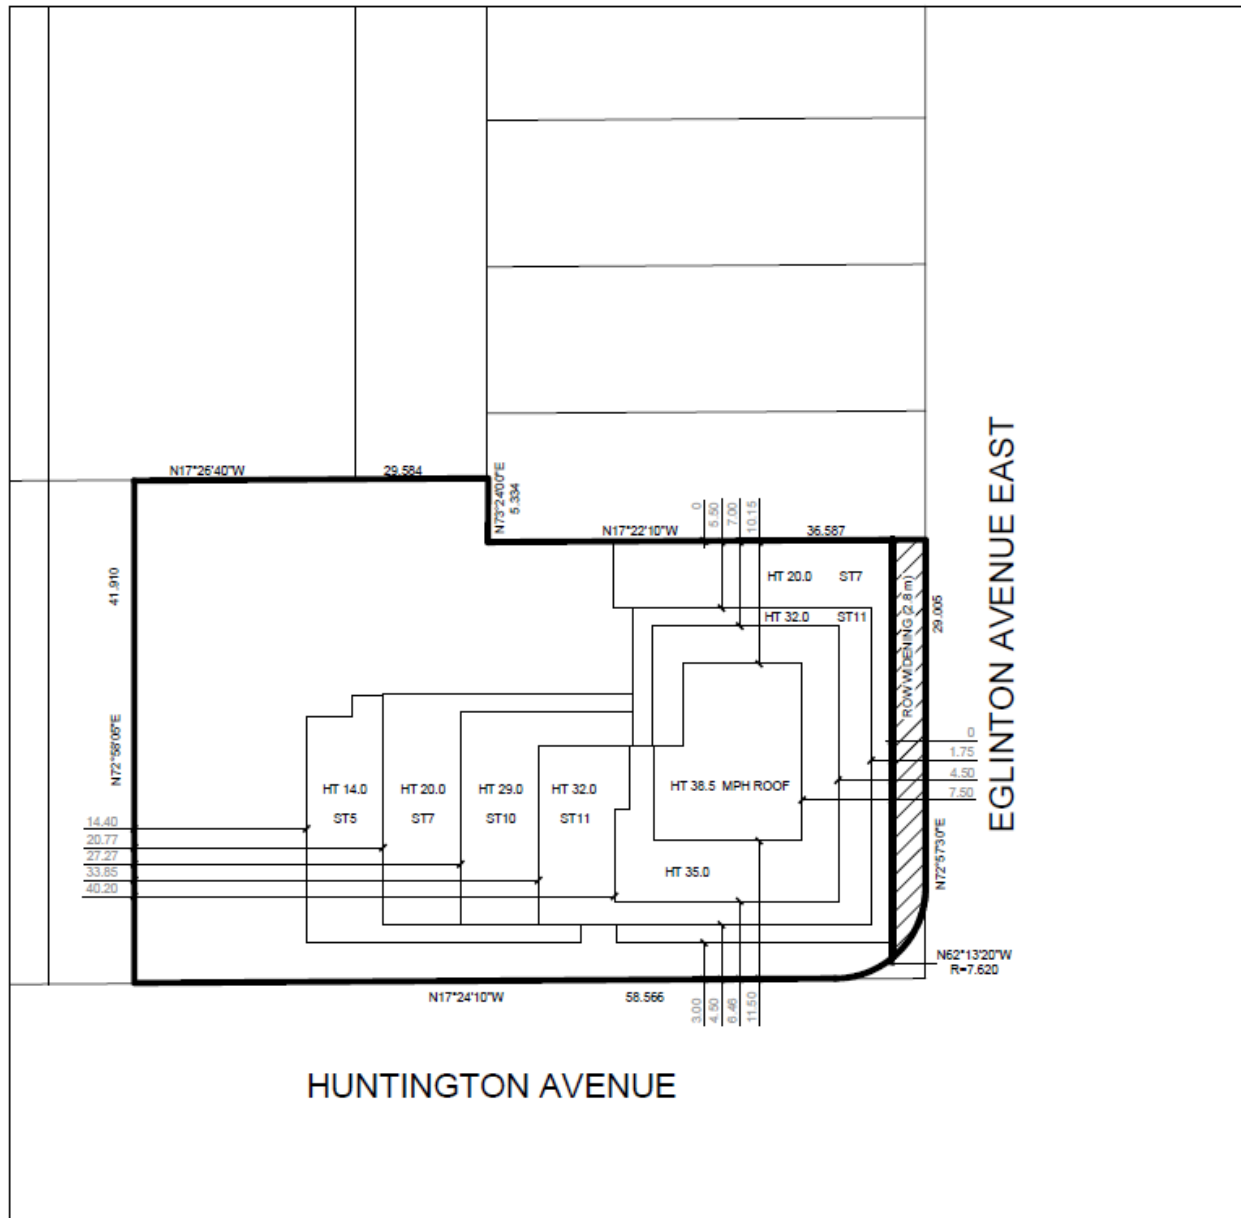 N17°26'40"W 29.584
N73°24'00"E
5.334
0
5.50
7.00
10.15
N17°22'10"W 36.587
41.910
HT 20.0 ST7
HT 32.0 ST11
ROW WIDENING (2.8 m)
29.005
EGLINTON AVENUE EAST
N72°58'05"E
0
1.75
4.50
7.50
HT 14.0 HT 20.0 HT 29.0 HT 32.0 HT 38.5 MPH ROOF
ST5 ST7 ST10 ST11
14.40
20.77
27.27
33.85
40.20
HT 35.0
N72°57'30"E
N62°13'20"W
R=7.620
N17°24'10"W 58.566
3.00
4.50
6.46
11.50
HUNTINGTON AVENUE